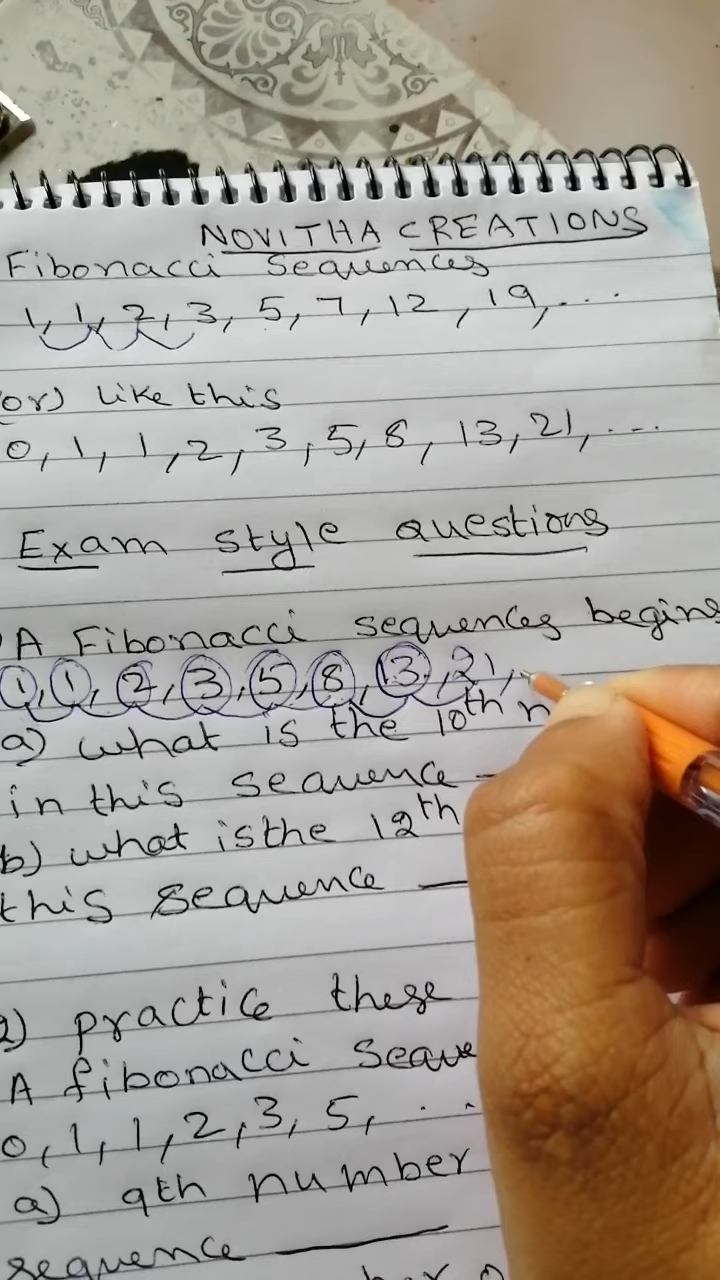 NOVITHA CREATIONS
Fibonacci Sequences
1, 1, 2, 3, 5, 7, 12, 19, ...
(or) like this
0, 1, 1, 2, 3, 5, 8, 13, 21, ...
Exam style questions
A Fibonacci sequences begins
1, 1, 2, 3, 5, 8, 13, 21,
a) what is the 10th n
in this sequence
b) what is the 12th
this sequence
2) practice these
A fibonacci seque
0, 1, 1, 2, 3, 5, ...
a) 9th number
sequence